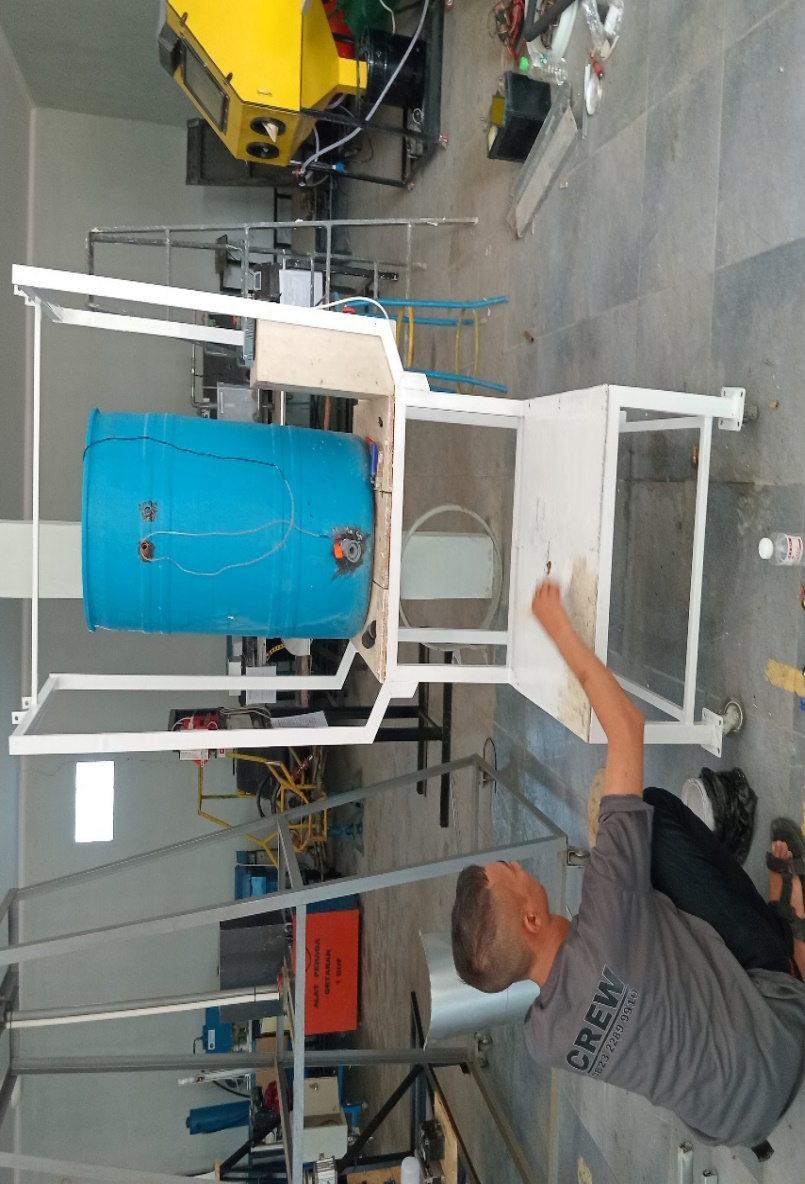 ALAT PERAGA
GETARAN
1 DOF
CREW